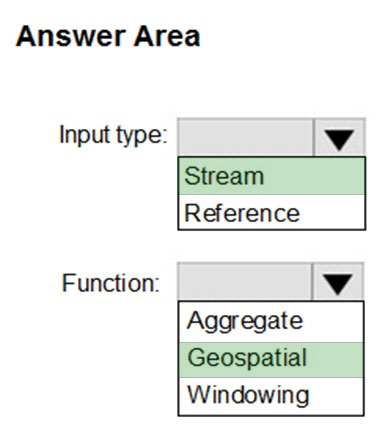 Answer Area
Input type:
Stream
Reference
Function:
Aggregate
Geospatial
Windowing